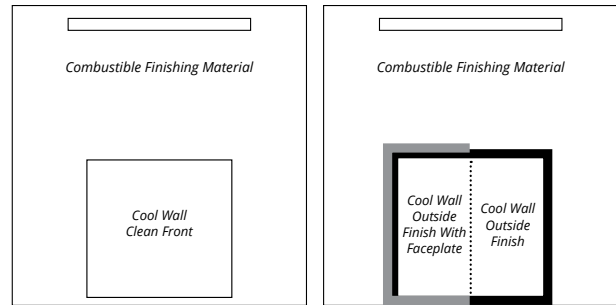 Combustible Finishing Material
Cool Wall
Clean Front
Combustible Finishing Material
Cool Wall
Outside
Finish With
Faceplate
Cool Wall
Outside
Finish